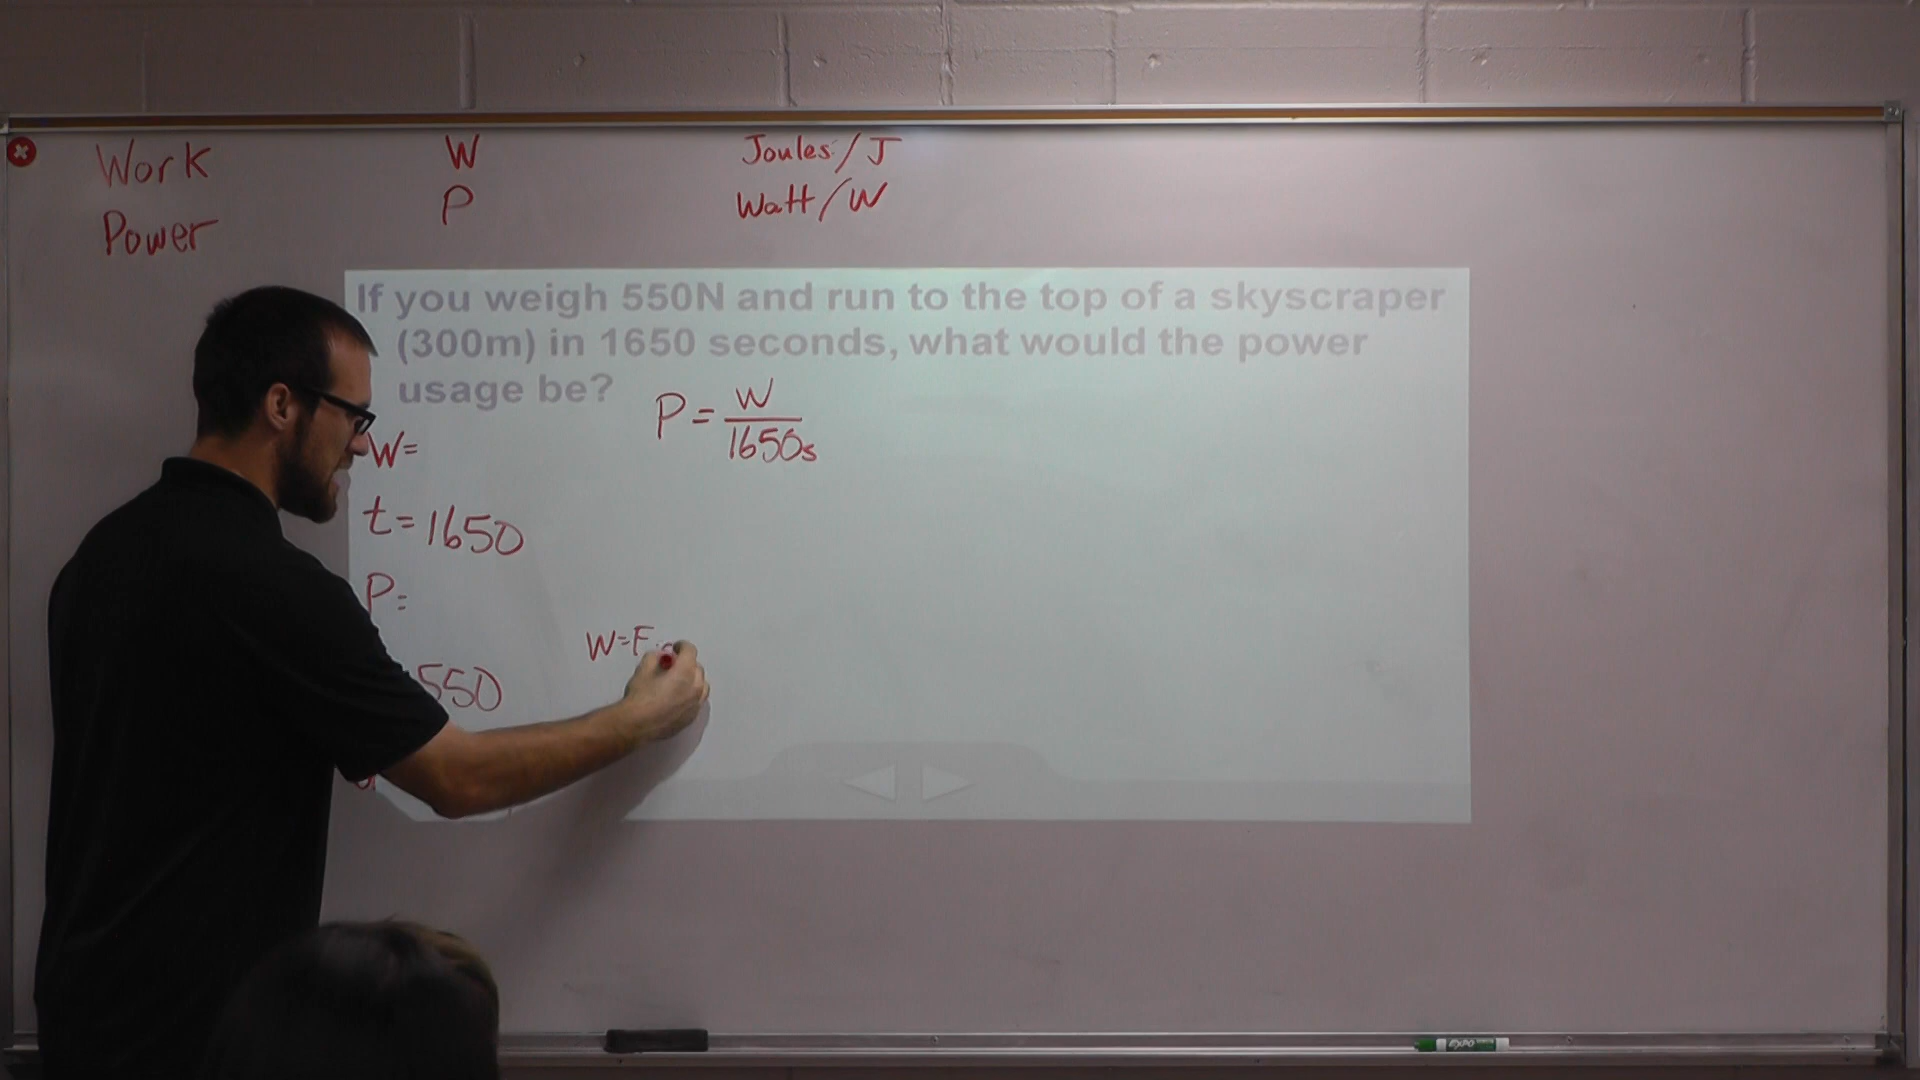 Work W Joules/J
Power P Watt/W
If you weigh 550N and run to the top of a skyscraper
(300m) in 1650 seconds, what would the power
usage be?
P = W
1650s
W=
t=1650
P=
W=F
550
EXPO